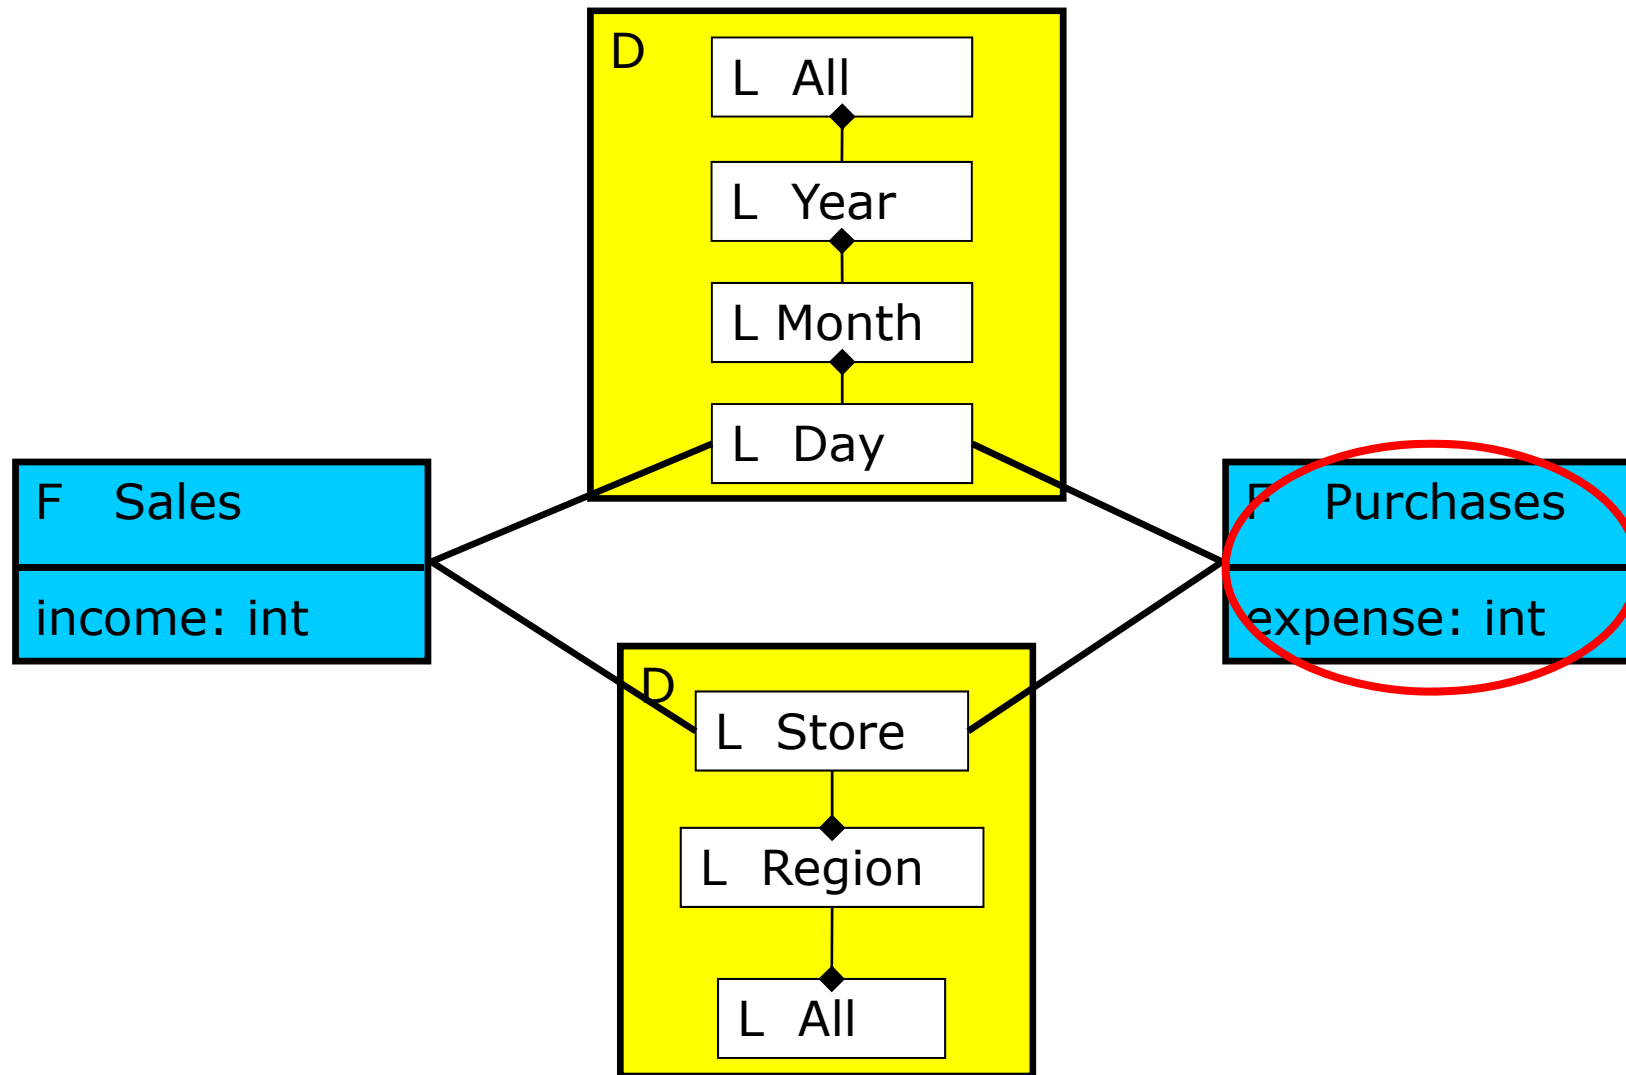 D
L All
L Year
L Month
L Day
F Sales
income: int
F Purchases
expense: int
D
L Store
L Region
L All